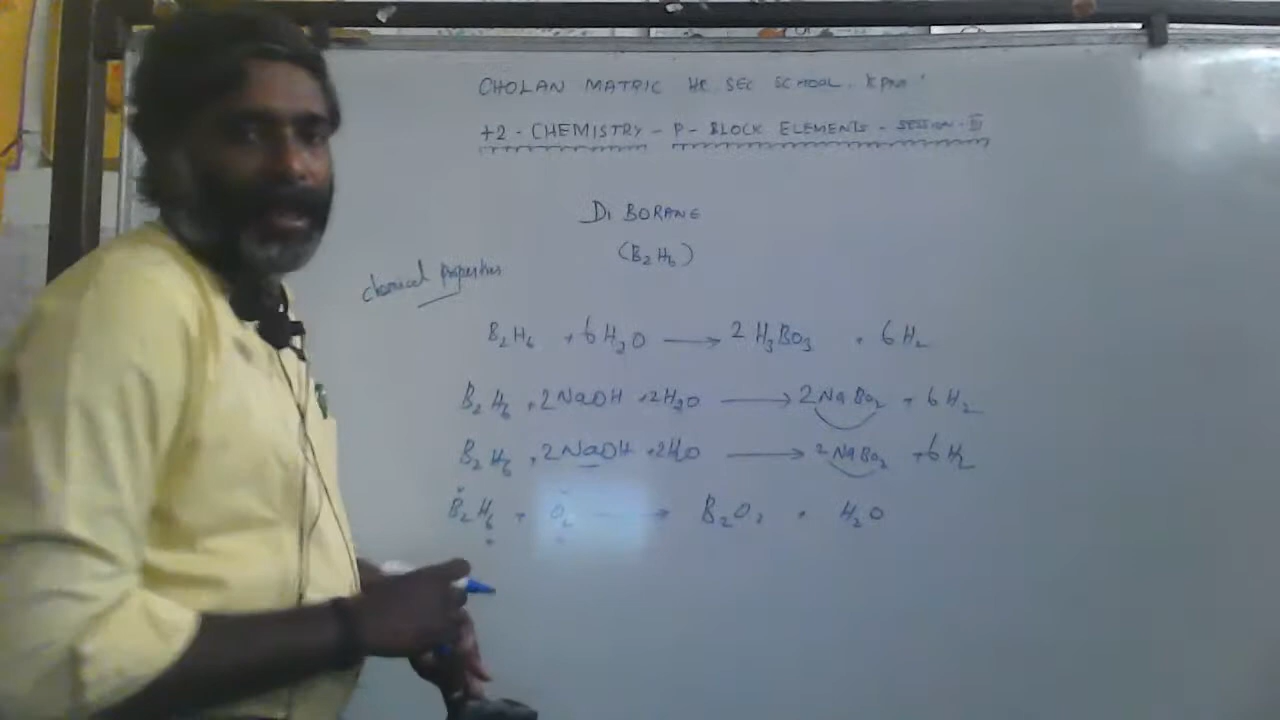 CHOLAN MATRIC HR SEC SCHOOL.
+2 - CHEMISTRY - P - BLOCK ELEMENTS - SESSION - III
DI BORANE
(B₂H₆)
chemical properties
B₂H₆ + 6H₂O → 2H₃BO₃ + 6H₂
B₂H₆ + 2NaOH + 2H₂O → 2NaBO₂ + 6H₂
B₂H₆ + 2NaOH + 2H₂O → 2NaBO₂ + 6H₂
B₂H₆ + O₂ → B₂O₃ + H₂O